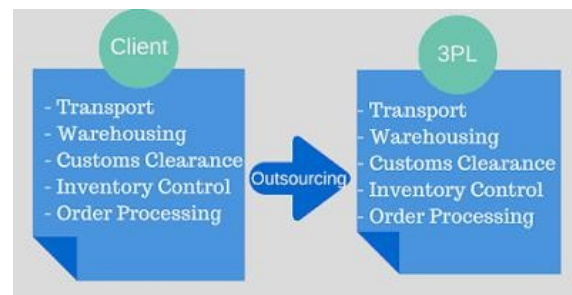 Client
- Transport
- Warehousing
- Customs Clearance
- Inventory Control
- Order Processing
Outsourcing
3PL
- Transport
- Warehousing
- Customs Clearance
- Inventory Control
- Order Processing